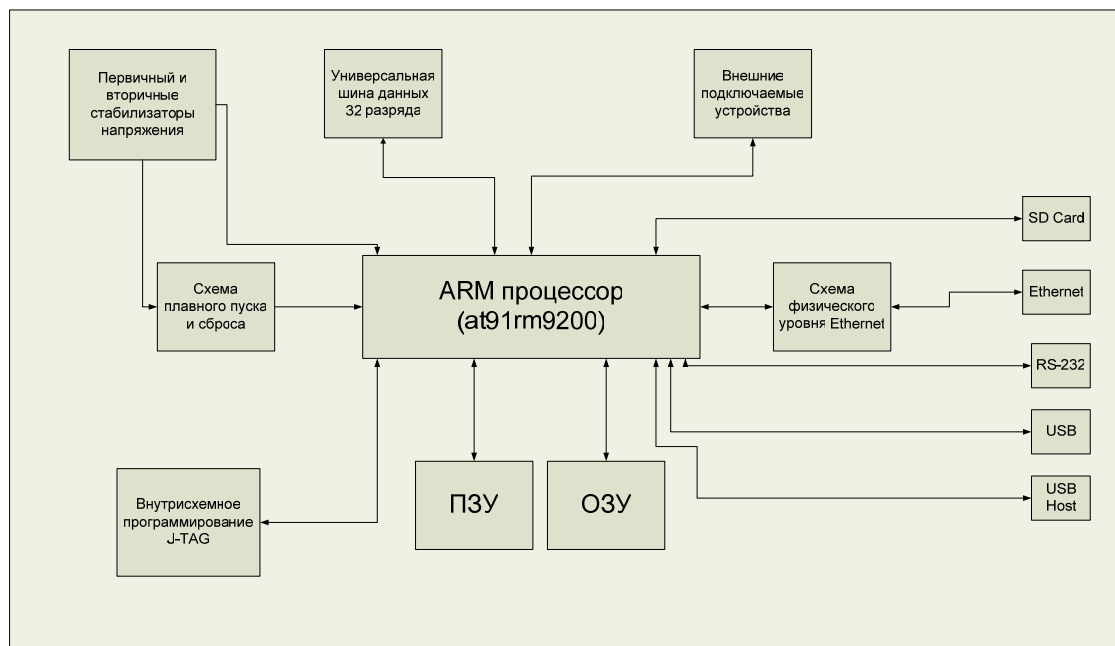 Первичный и
вторичные
стабилизаторы
напряжения
Универсальная
шина данных
32 разряда
Внешние
подключаемые
устройства
SD Card
Схема
плавного пуска
и сброса
ARM процессор
(at91rm9200)
Схема
физического
уровня Ethernet
Ethernet
RS-232
USB
USB
Host
Внутрисхемное
программирование
J-TAG
ПЗУ
ОЗУ